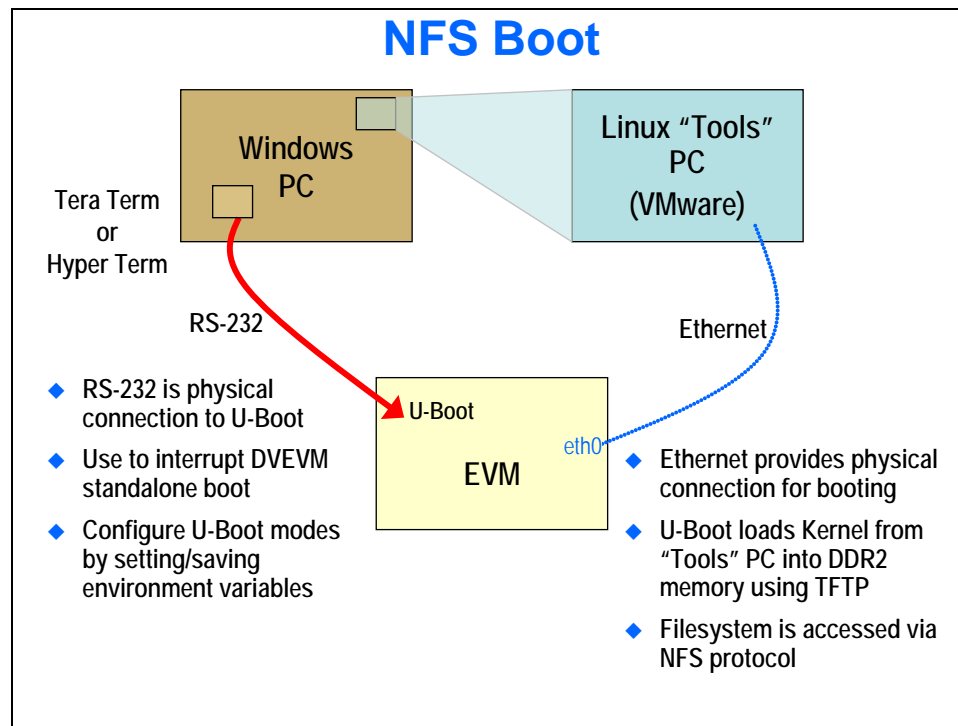 NFS Boot
Windows
PC
Linux “Tools”
PC
(VMware)
Tera Term
or
Hyper Term
RS-232
Ethernet
U-Boot
eth0
EVM
◆ RS-232 is physical
connection to U-Boot
◆ Use to interrupt DVEVM
standalone boot
◆ Configure U-Boot modes
by setting/saving
environment variables
◆ Ethernet provides physical
connection for booting
◆ U-Boot loads Kernel from
“Tools” PC into DDR2
memory using TFTP
◆ Filesystem is accessed via
NFS protocol